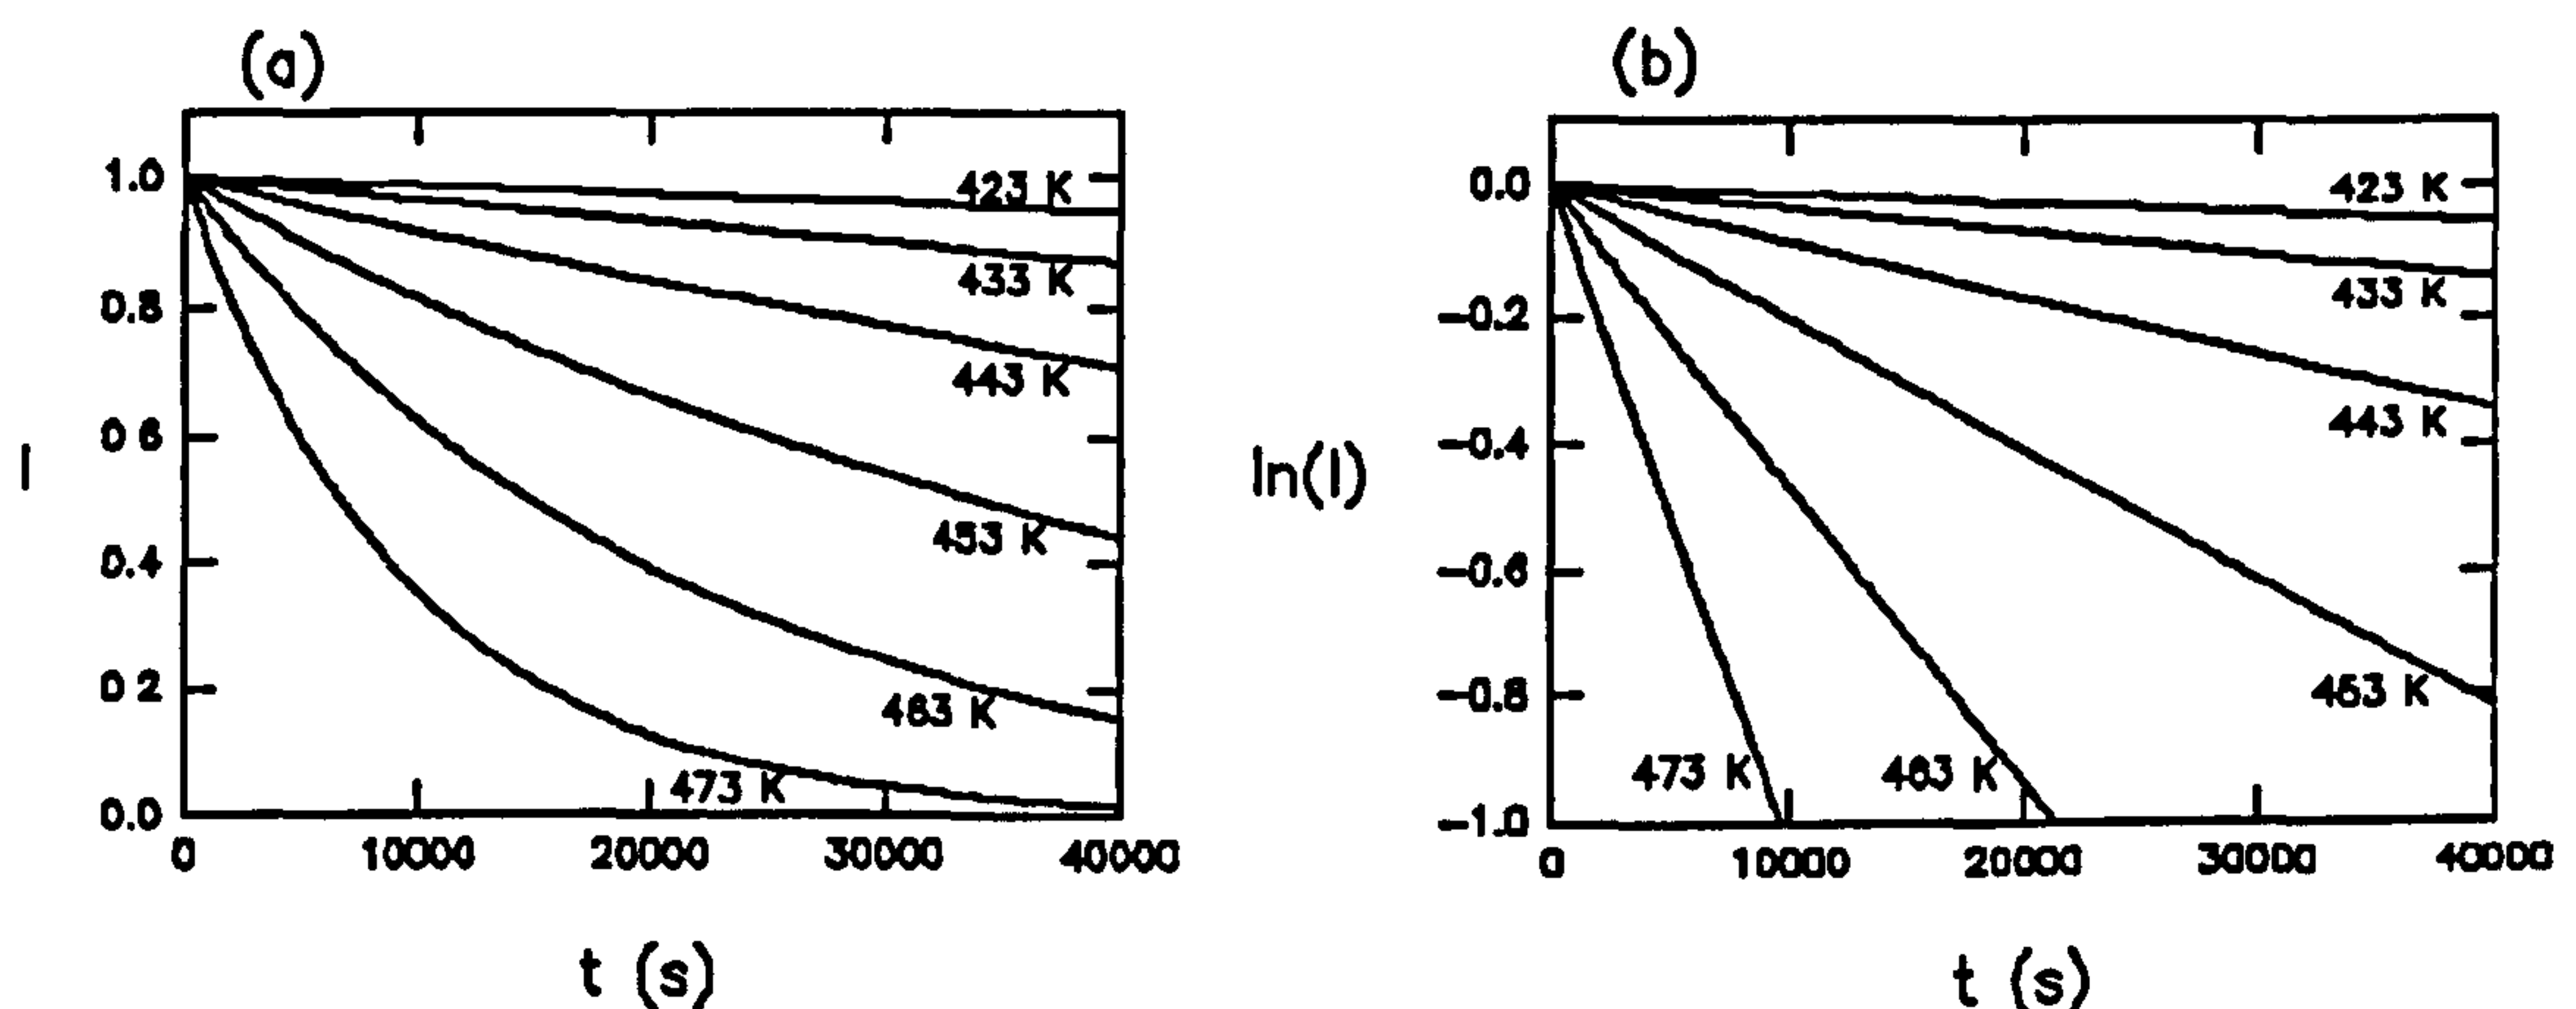 (a)
1.0
0.8
0 6
0.4
0 2
0.0
I
423 K
433 K
443 K
453 K
463 K
473 K
0 10000 20000 30000 40000
t (s)
(b)
0.0
-0.2
-0.4
-0.6
-0.8
-1.0
ln(I)
423 K
433 K
443 K
453 K
463 K
473 K
0 10000 20000 30000 40000
t (s)